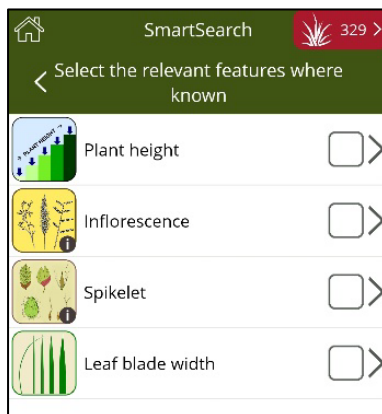 SmartSearch
329
Select the relevant features where
known
PLANT HEIGHT
Plant height
i
Inflorescence
i
Spikelet
Leaf blade width